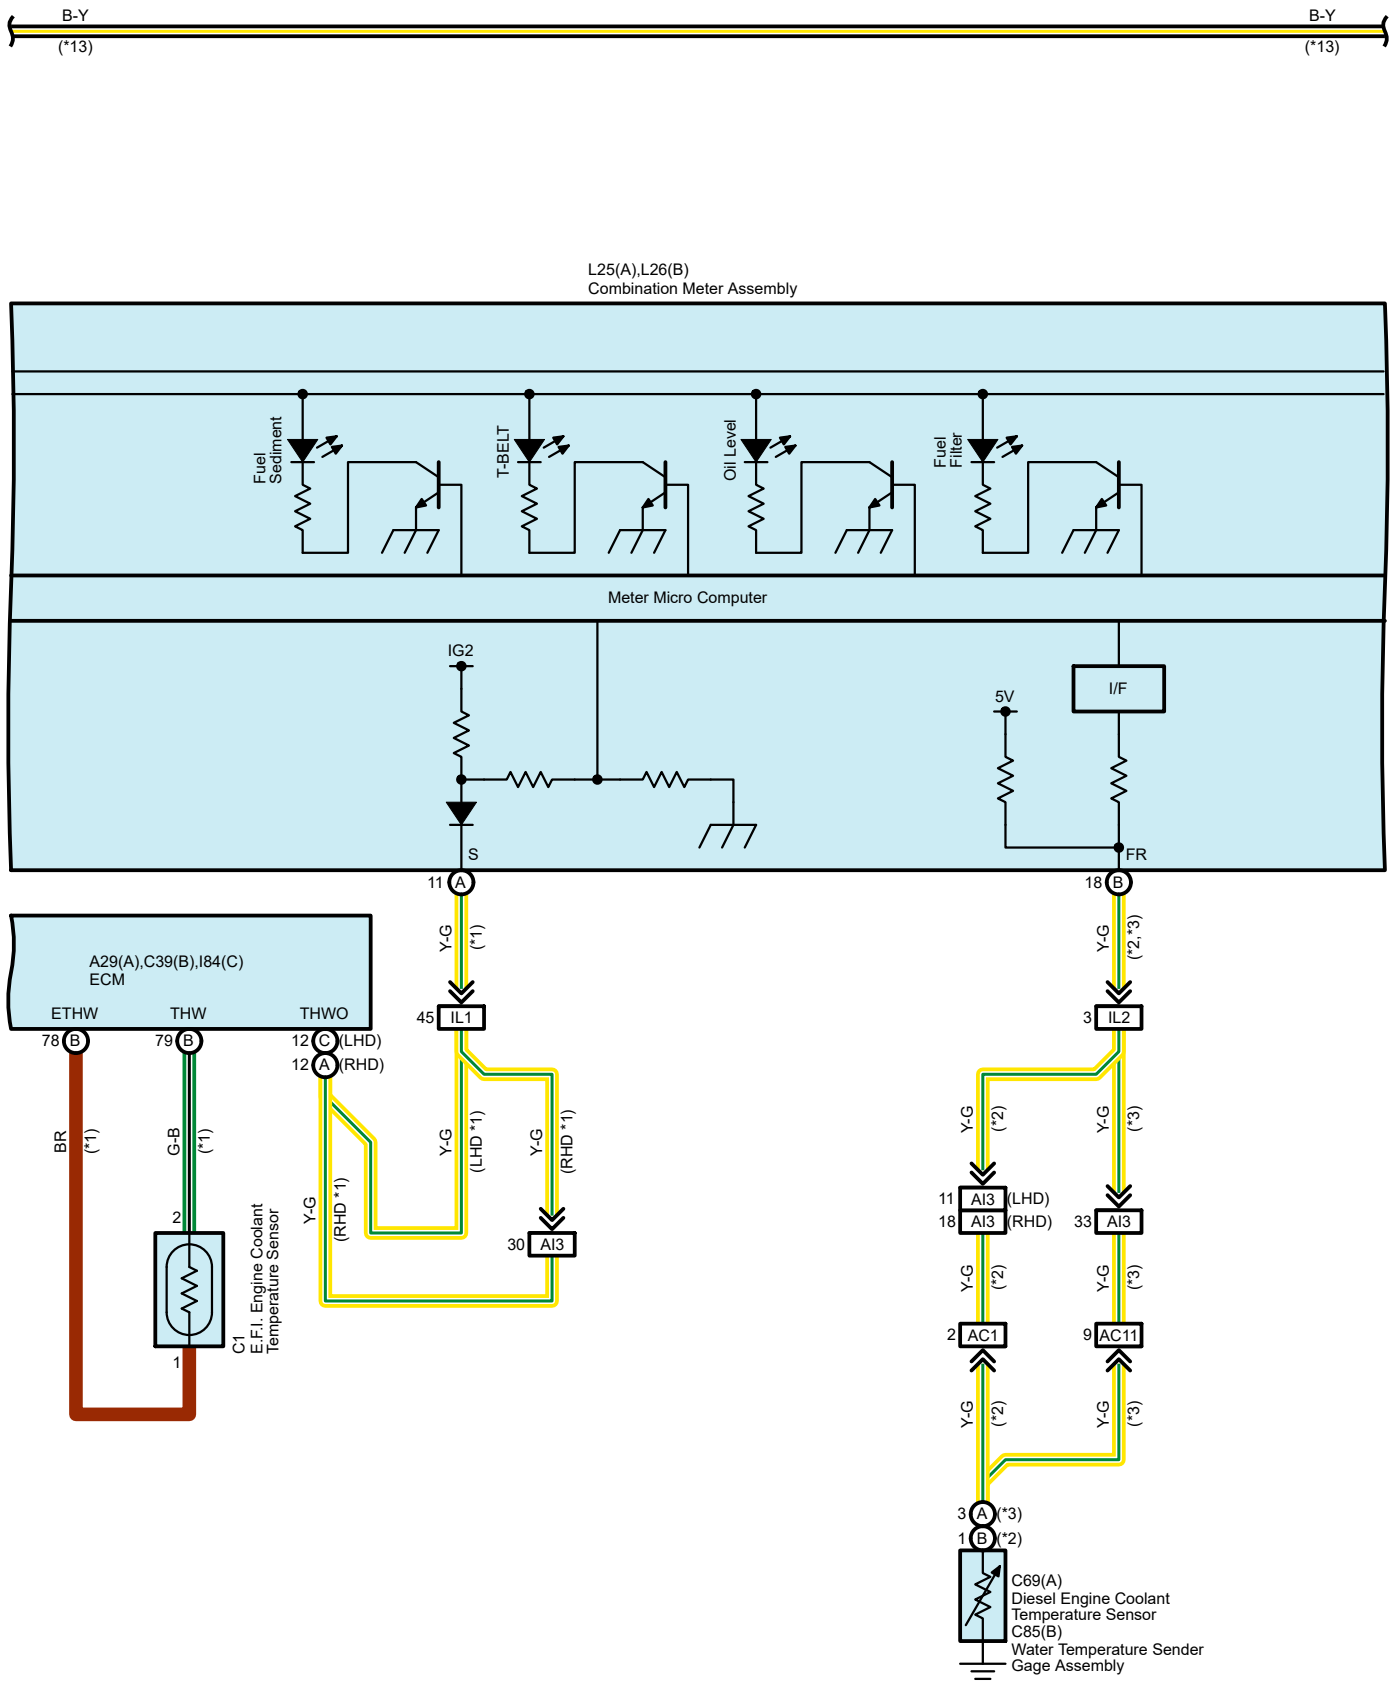 B-Y
B-Y
(*13)
(*13)
L25(A),L26(B)
Combination Meter Assembly
Fuel
Sediment
T-BELT
Oil Level
Fuel
Filter
Meter Micro Computer
IG2
I/F
5V
S
FR
11 A
18 B
Y-G
(*1)
Y-G
(*2, *3)
A29(A),C39(B),I84(C)
ECM
ETHW
THW
THWO
45 IL1
3 IL2
78 B
79 B
12 C (LHD)
12 A (RHD)
BR
(*1)
G-B
(*1)
Y-G
(LHD *1)
Y-G
(RHD *1)
Y-G
(*2)
Y-G
(*3)
Y-G
(RHD *1)
11 AI3 (LHD)
18 AI3 (RHD)
33 AI3
2
30 AI3
C1
E.F.I. Engine Coolant
Temperature Sensor
Y-G
(*2)
Y-G
(*3)
1
2 AC1
9 AC11
Y-G
(*2)
Y-G
(*3)
3 A (*3)
1 B (*2)
C69(A)
Diesel Engine Coolant
Temperature Sensor
C85(B)
Water Temperature Sender
Gage Assembly